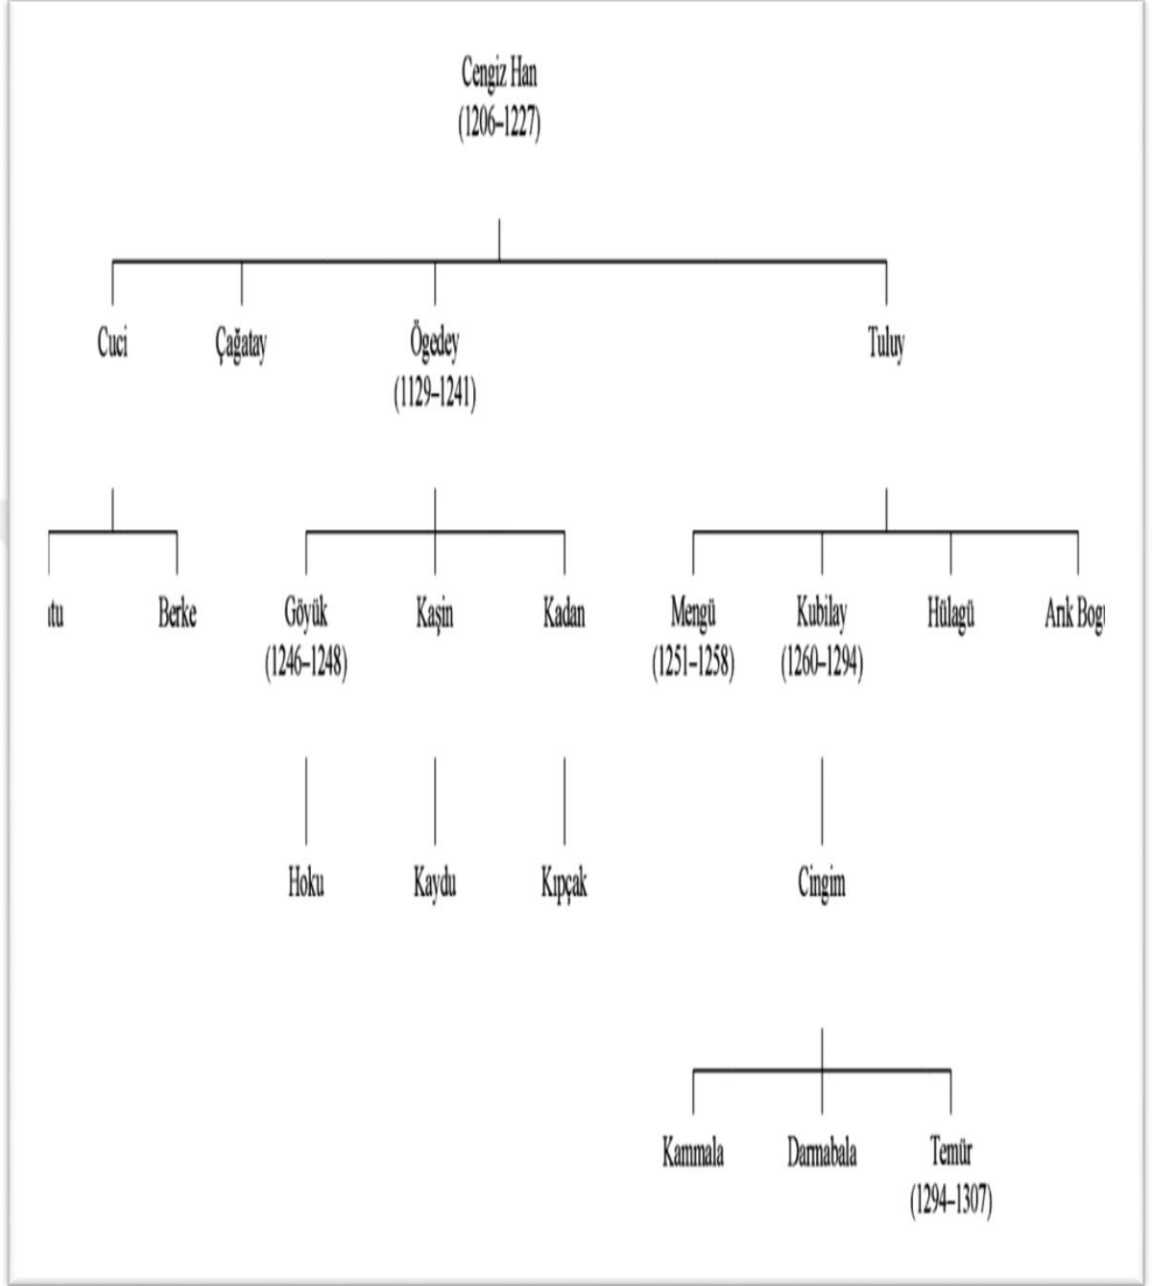 Cengiz Han
(1206–1227)
Cuci Çağatay Ögedey Tuluy
(1129–1241)
Berke Göyük Kaşin Kadan Mengü Kubilay Hülagü Arık
(1246–1248) (1251–1258) (1260–1294)
Hoku Kaydu Kıpçak Cingim
Kammala Darmabala Temür
(1294–1307)